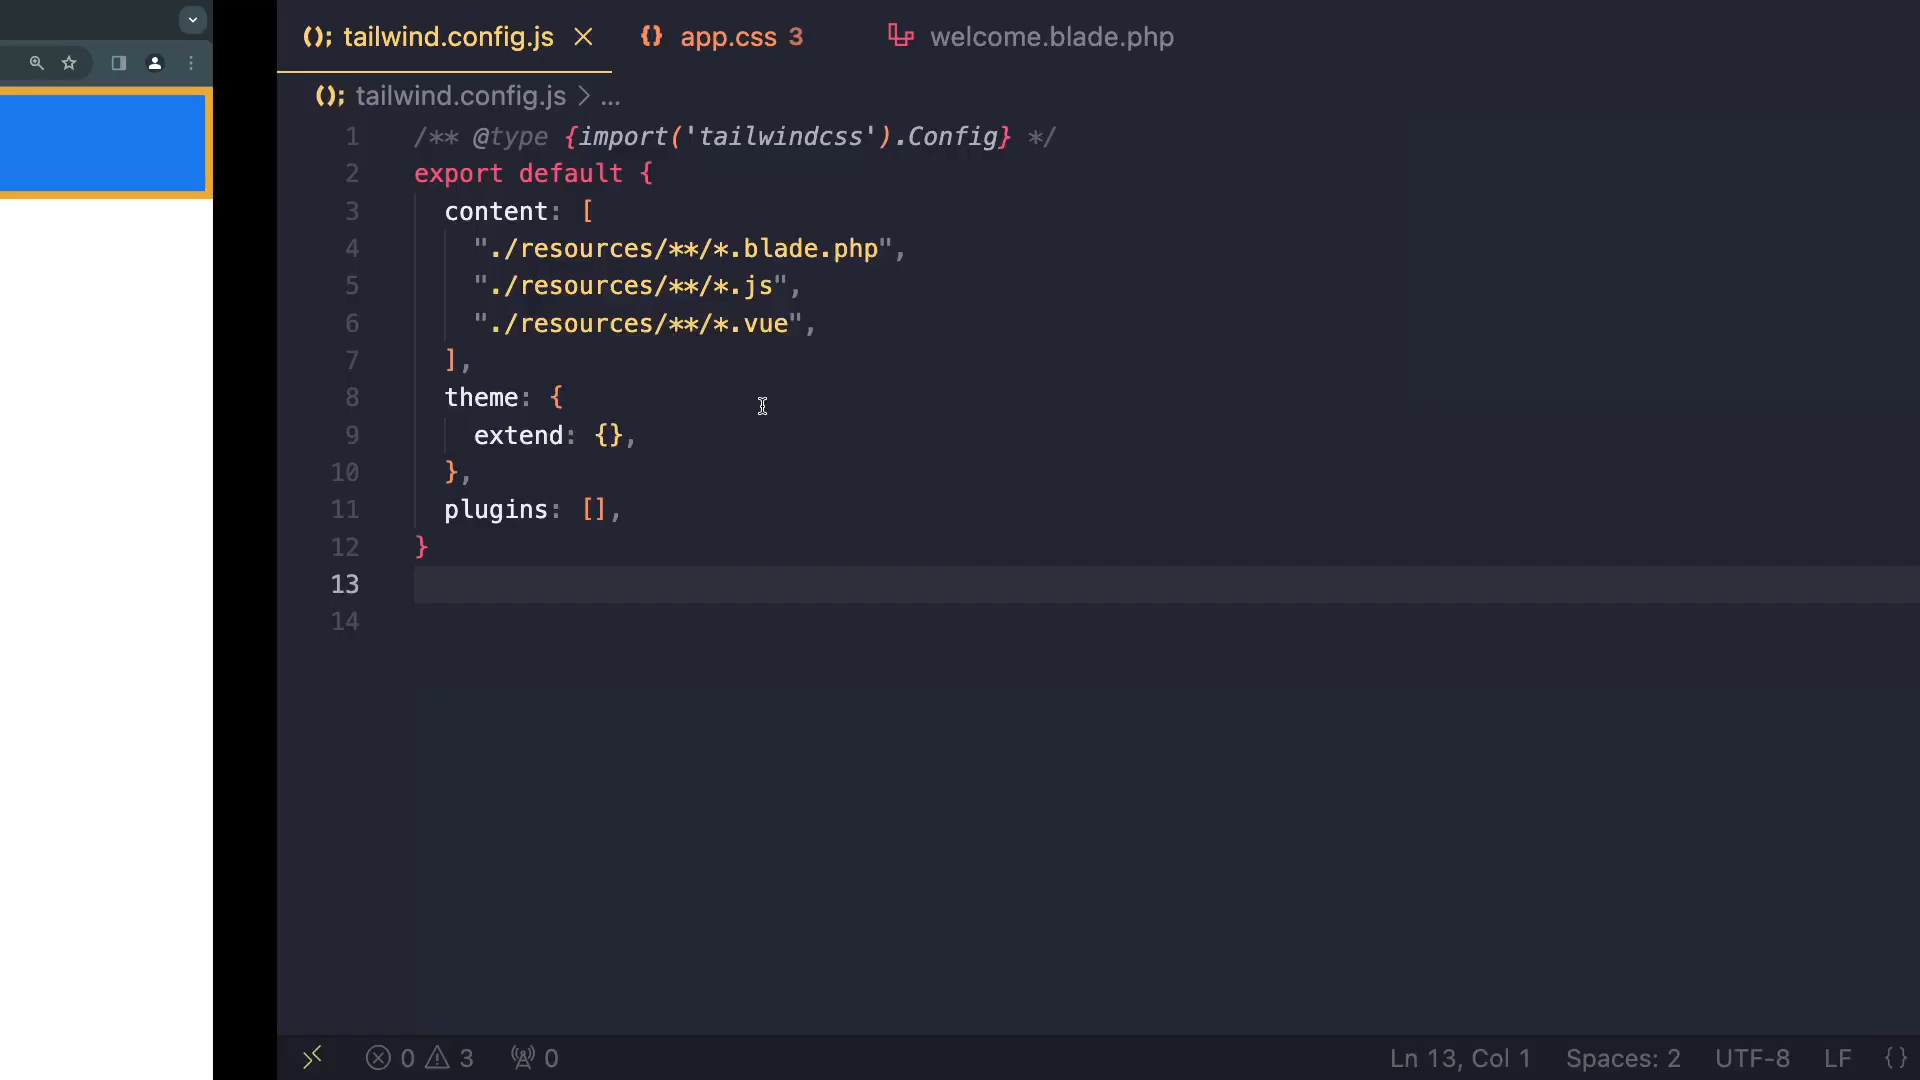 (); tailwind.config.js
{} app.css 3
welcome.blade.php
(); tailwind.config.js > ...
1 /** @type {import('tailwindcss').Config} */
2 export default {
3 content: [
4 "./resources/**/*.blade.php",
5 "./resources/**/*.js",
6 "./resources/**/*.vue",
7 ],
8 theme: {
9 extend: {},
10 },
11 plugins: [],
12 }
13
14
0 3 0
Ln 13, Col 1 Spaces: 2 UTF-8 LF {}